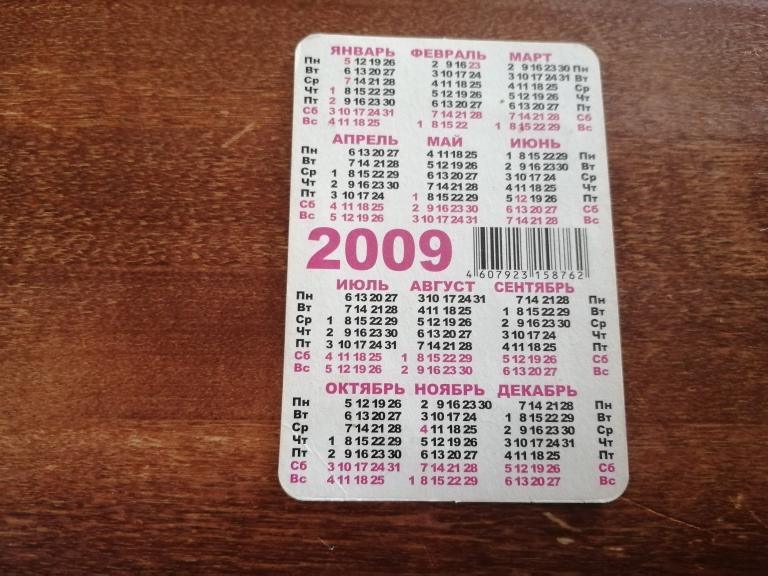 ЯНВАРЬ ФЕВРАЛЬ МАРТ
Пн 5 12 19 26 2 9 16 23 2 9 16 23 30 Пн
Вт 6 13 20 27 3 10 17 24 3 10 17 24 31 Вт
Ср 7 14 21 28 4 11 18 25 4 11 18 25 Ср
Чт 1 8 15 22 29 5 12 19 26 5 12 19 26 Чт
Пт 2 9 16 23 30 6 13 20 27 6 13 20 27 Пт
Сб 3 10 17 24 31 7 14 21 28 7 14 21 28 Сб
Вс 4 11 18 25 1 8 15 22 1 8 15 22 29 Вс
АПРЕЛЬ МАЙ ИЮНЬ
Пн 6 13 20 27 4 11 18 25 1 8 15 22 29 Пн
Вт 7 14 21 28 5 12 19 26 2 9 16 23 30 Вт
Ср 1 8 15 22 29 6 13 20 27 3 10 17 24 Ср
Чт 2 9 16 23 30 7 14 21 28 4 11 18 25 Чт
Пт 3 10 17 24 1 8 15 22 29 5 12 19 26 Пт
Сб 4 11 18 25 2 9 16 23 30 6 13 20 27 Сб
Вс 5 12 19 26 3 10 17 24 31 7 14 21 28 Вс
2009
4 607923 158762
ИЮЛЬ АВГУСТ СЕНТЯБРЬ
Пн 6 13 20 27 3 10 17 24 31 7 14 21 28 Пн
Вт 7 14 21 28 4 11 18 25 1 8 15 22 29 Вт
Ср 1 8 15 22 29 5 12 19 26 2 9 16 23 30 Ср
Чт 2 9 16 23 30 6 13 20 27 3 10 17 24 Чт
Пт 3 10 17 24 31 7 14 21 28 4 11 18 25 Пт
Сб 4 11 18 25 1 8 15 22 29 5 12 19 26 Сб
Вс 5 12 19 26 2 9 16 23 30 6 13 20 27 Вс
ОКТЯБРЬ НОЯБРЬ ДЕКАБРЬ
Пн 5 12 19 26 2 9 16 23 30 7 14 21 28 Пн
Вт 6 13 20 27 3 10 17 24 1 8 15 22 29 Вт
Ср 7 14 21 28 4 11 18 25 2 9 16 23 30 Ср
Чт 1 8 15 22 29 5 12 19 26 3 10 17 24 31 Чт
Пт 2 9 16 23 30 6 13 20 27 4 11 18 25 Пт
Сб 3 10 17 24 31 7 14 21 28 5 12 19 26 Сб
Вс 4 11 18 25 1 8 15 22 29 6 13 20 27 Вс